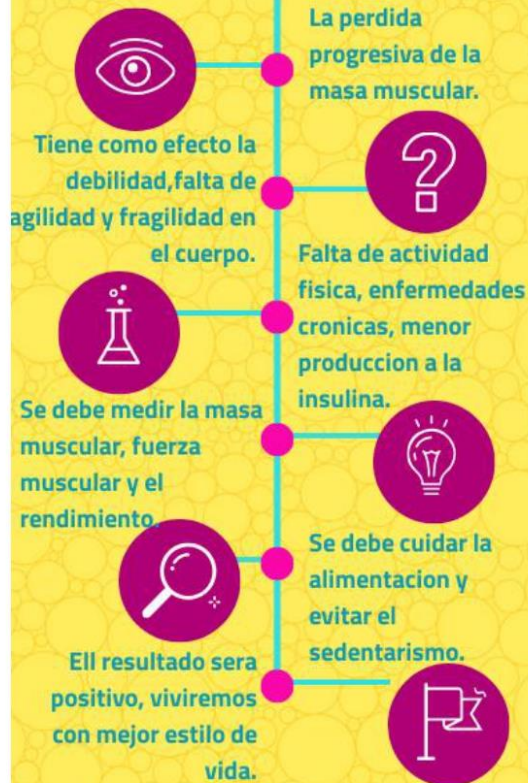 La perdida
progresiva de la
masa muscular.
Tiene como efecto la
debilidad,falta de
agilidad y fragilidad en
el cuerpo.
Falta de actividad
fisica, enfermedades
cronicas, menor
produccion a la
insulina.
Se debe medir la masa
muscular, fuerza
muscular y el
rendimiento.
Se debe cuidar la
alimentacion y
evitar el
sedentarismo.
Ell resultado sera
positivo, viviremos
con mejor estilo de
vida.